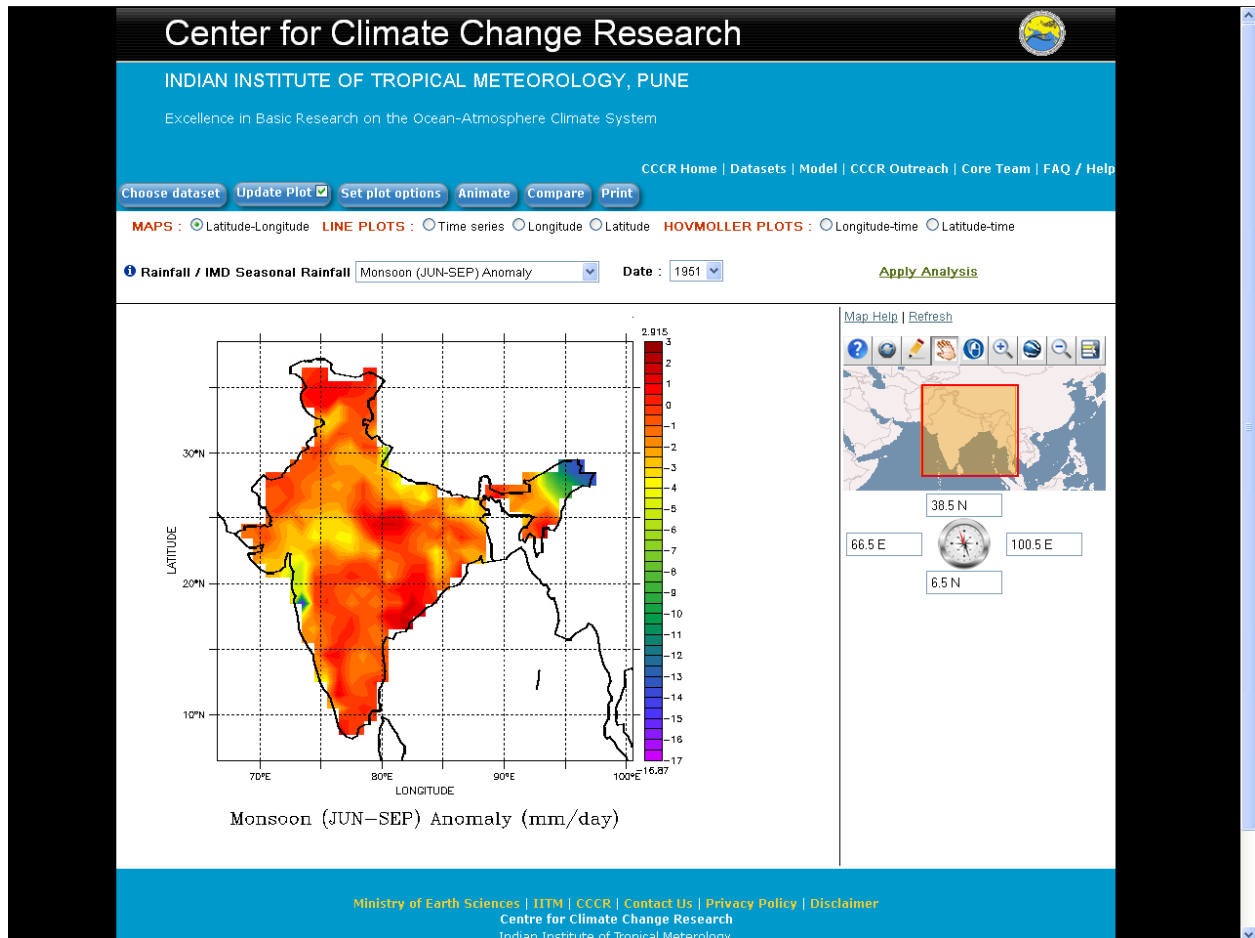 Center for Climate Change Research
INDIAN INSTITUTE OF TROPICAL METEOROLOGY, PUNE
Excellence in Basic Research on the Ocean-Atmosphere Climate System
CCCR Home | Datasets | Model | CCCR Outreach | Core Team | FAQ / Help
Choose dataset Update Plot Set plot options Animate Compare Print
MAPS : Latitude-Longitude LINE PLOTS : Time series Longitude Latitude HOVMOLLER PLOTS : Longitude-time Latitude-time
Rainfall / IMD Seasonal Rainfall Monsoon (JUN-SEP) Anomaly Date : 1951 Apply Analysis
Map Help | Refresh
2.915
3
2
1
0
-1
-2
-3
-4
-5
-6
-7
-8
-9
-10
-11
-12
-13
-14
-15
-16
-17
-16.87
30°N
20°N
10°N
LATITUDE
70°E 80°E 90°E 100°E
LONGITUDE
Monsoon (JUN-SEP) Anomaly (mm/day)
38.5 N
66.5 E 100.5 E
6.5 N
Ministry of Earth Sciences | IITM | CCCR | Contact Us | Privacy Policy | Disclaimer
Centre for Climate Change Research
Indian Institute of Tropical Meterology